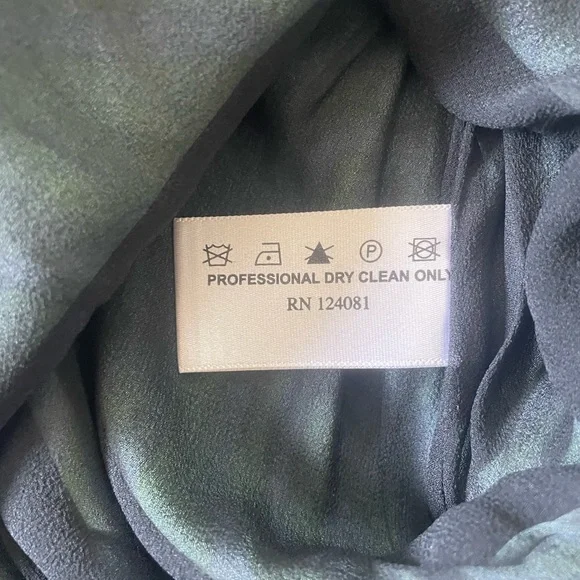 P
PROFESSIONAL DRY CLEAN ONLY
RN 124081